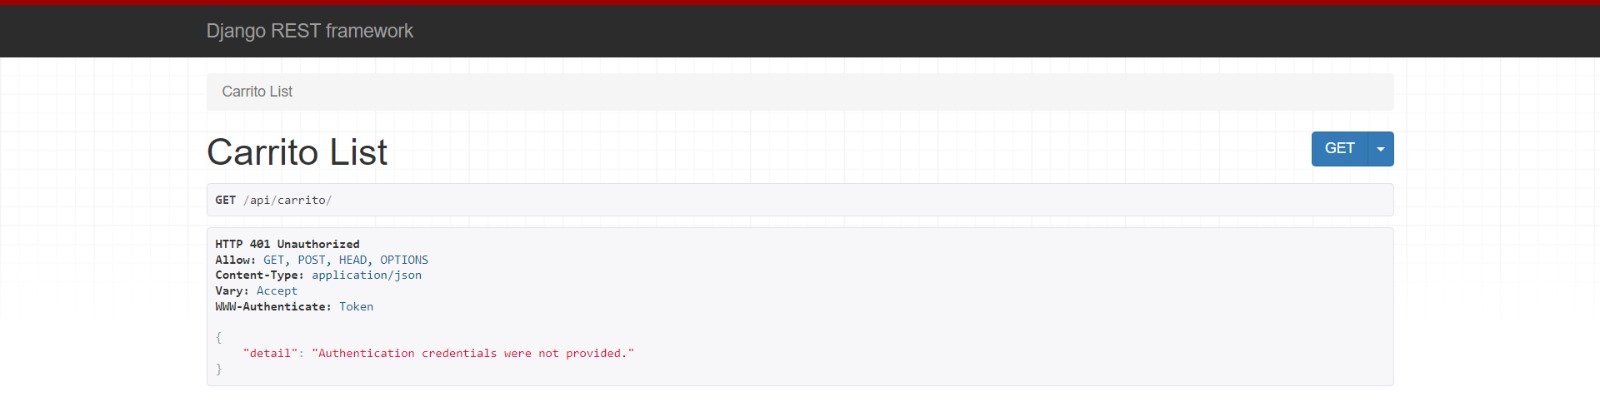 Django REST framework
Carrito List
Carrito List
GET
GET /api/carrito/
HTTP 401 Unauthorized
Allow: GET, POST, HEAD, OPTIONS
Content-Type: application/json
Vary: Accept
WWW-Authenticate: Token
{
    "detail": "Authentication credentials were not provided."
}